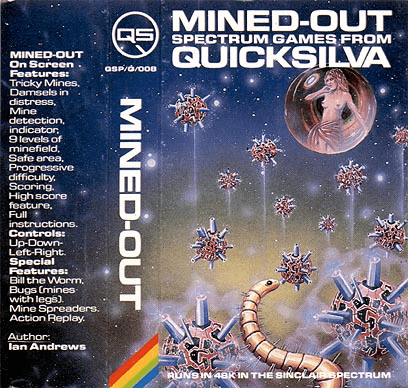 MINED-OUT
On Screen
Features:
Tricky Mines,
Damsels in
distress,
Mine
detection,
indicator,
9 levels of
minefield,
Safe area,
Progressive
difficulty,
Scoring,
High score
feature,
Full
instructions.
Controls:
Up-Down-
Left-Right.
Special
Features:
Bill the Worm,
Bugs (mines
with legs).
Mine Spreaders.
Action Replay.
Author:
Ian Andrews
QS
QSP/G/008
MINED-OUT
MINED-OUT
SPECTRUM GAMES FROM
QUICKSILVA
RUNS IN 48K IN THE SINCLAIR SPECTRUM